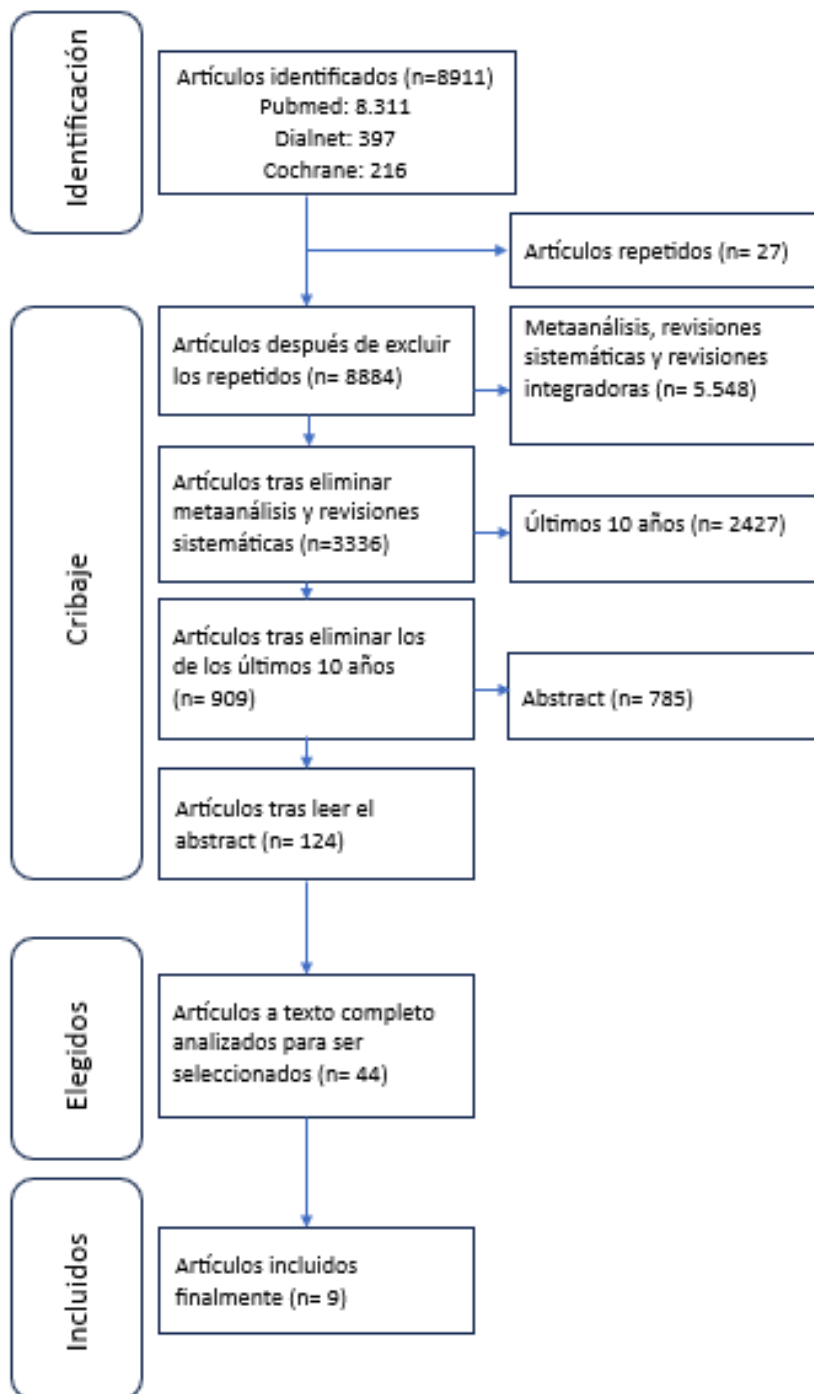 Identificación
Artículos identificados (n=8911)
Pubmed: 8.311
Dialnet: 397
Cochrane: 216
Artículos repetidos (n= 27)
Cribaje
Artículos después de excluir
los repetidos (n= 8884)
Metaanálisis, revisiones
sistemáticas y revisiones
integradoras (n= 5.548)
Artículos tras eliminar
metaanálisis y revisiones
sistemáticas (n=3336)
Últimos 10 años (n= 2427)
Artículos tras eliminar los
de los últimos 10 años
(n= 909)
Abstract (n= 785)
Artículos tras leer el
abstract (n= 124)
Elegidos
Artículos a texto completo
analizados para ser
seleccionados (n= 44)
Incluidos
Artículos incluidos
finalmente (n= 9)